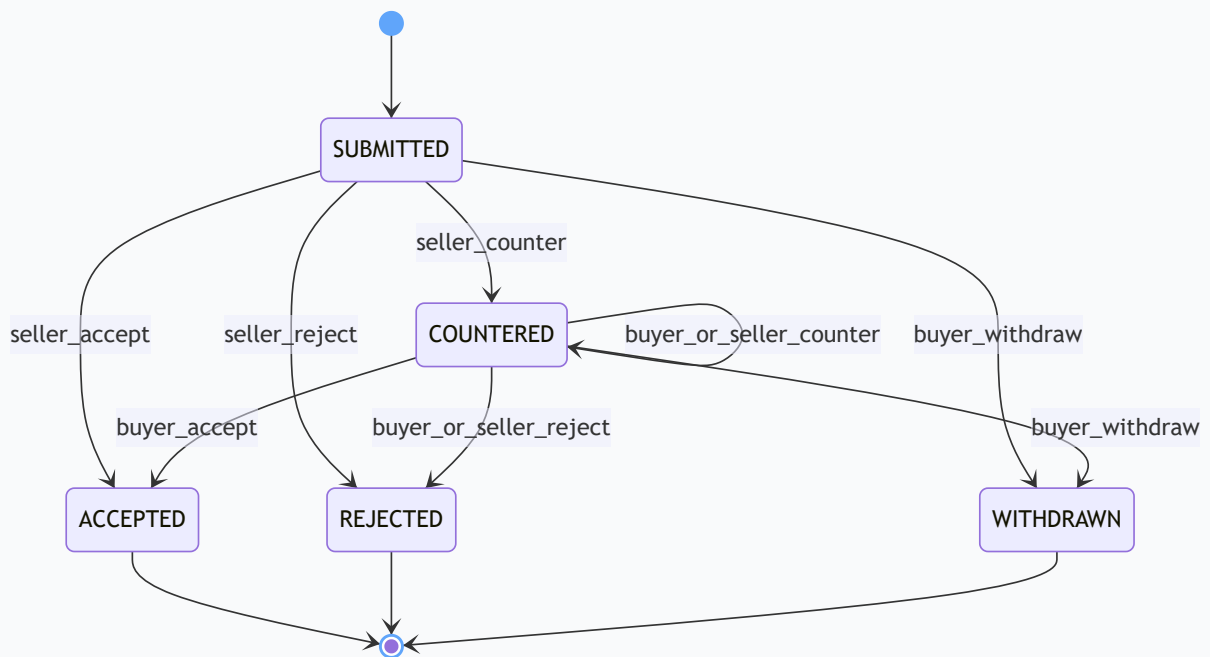 SUBMITTED
seller_counter
seller_accept
seller_reject
COUNTERED
buyer_or_seller_counter
buyer_withdraw
buyer_accept
buyer_or_seller_reject
buyer_withdraw
ACCEPTED
REJECTED
WITHDRAWN